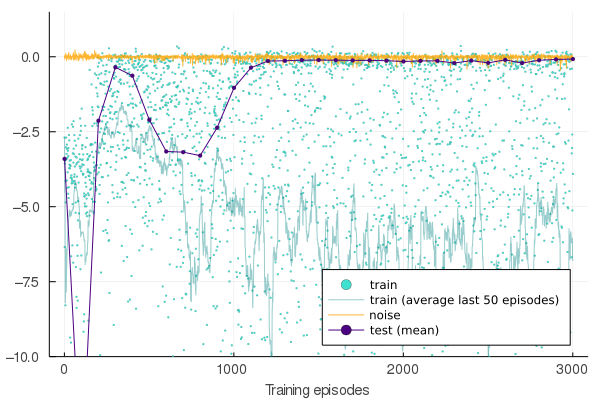 0.0
−2.5
−5.0
−7.5
−10.0
train
train (average last 50 episodes)
noise
test (mean)
0
1000
2000
3000
Training episodes